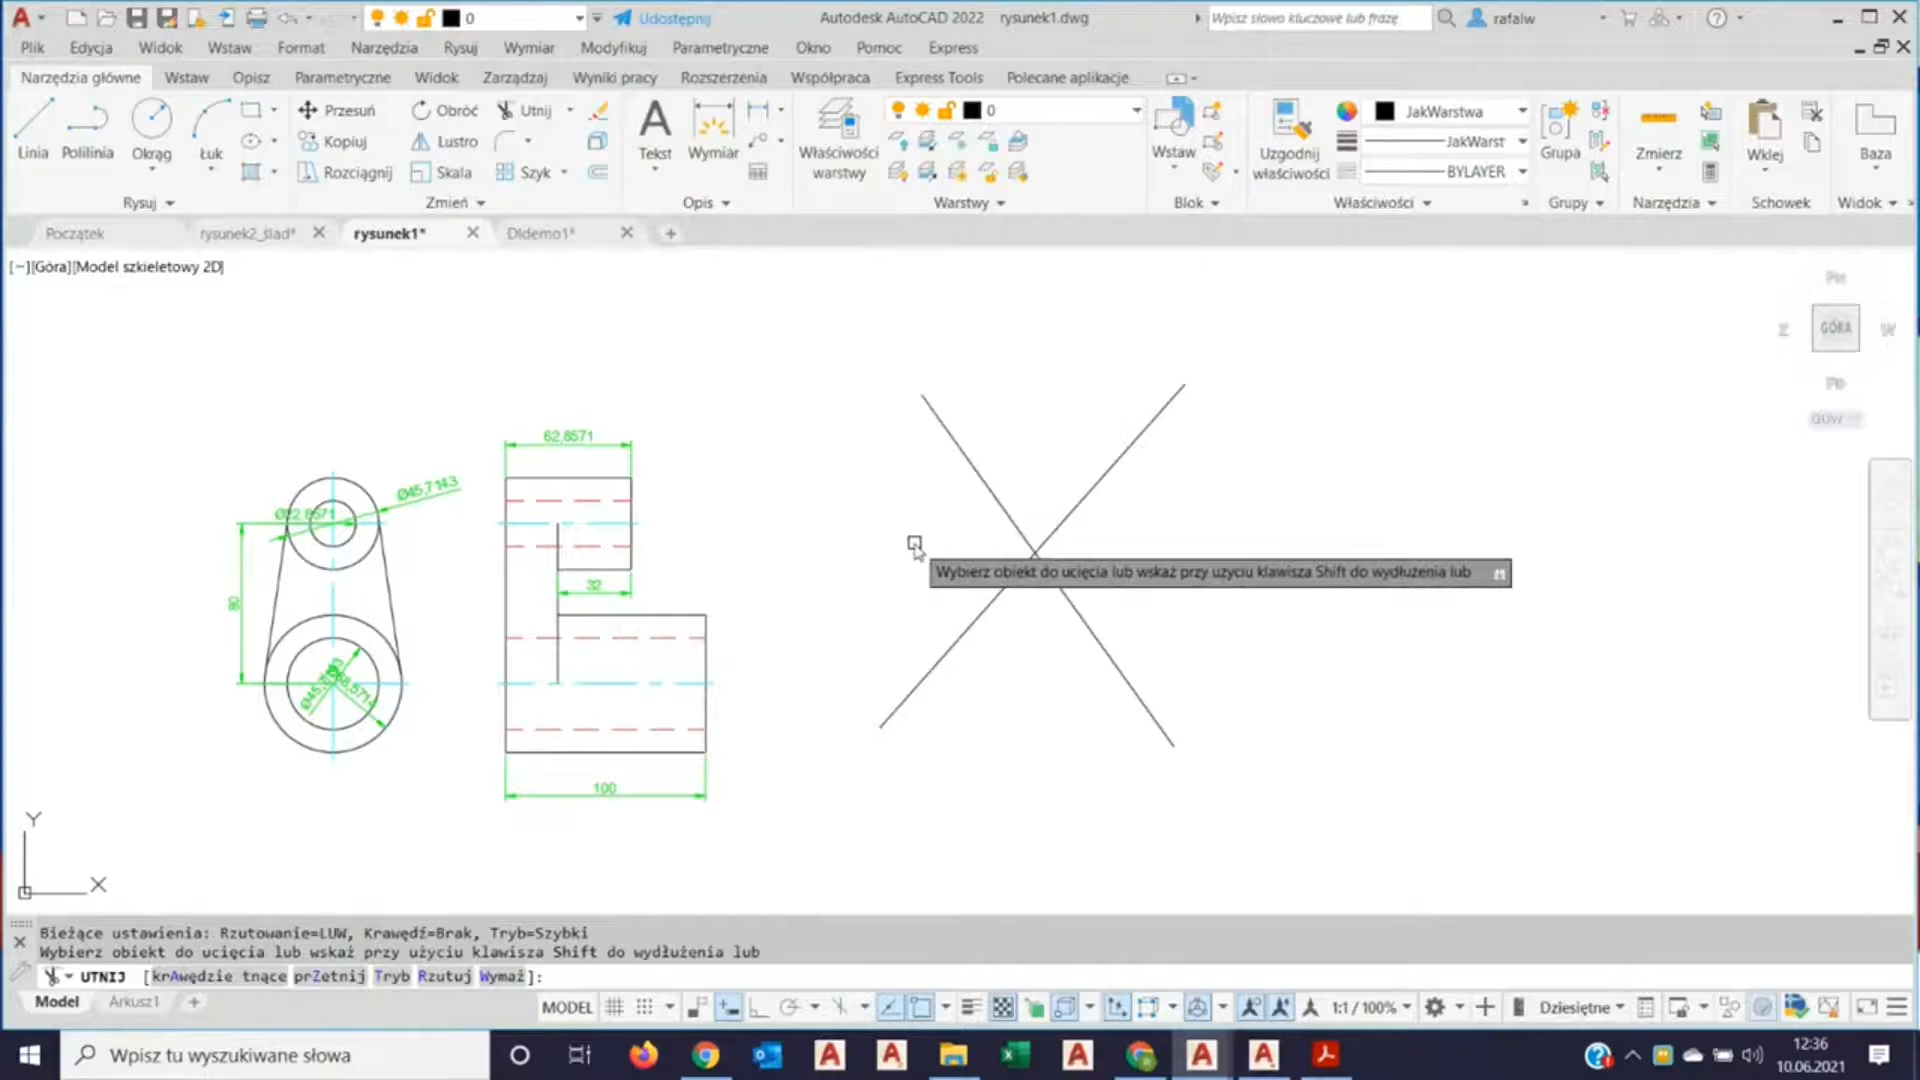 0
Udostępnij
Autodesk AutoCAD 2022 rysunek1.dwg
Wpisz słowo kluczowe lub frazę
rafalw
Plik Edycja Widok Wstaw Format Narzędzia Rysuj Wymiar Modyfikuj Parametryczne Okno Pomoc Express
Narzędzia główne Wstaw Opisz Parametryczne Widok Zarządzaj Wyniki pracy Rozszerzenia Współpraca Express Tools Polecane aplikacje
Linia Polilinia Okrąg Łuk
Przesuń Obróć Utnij
Kopiuj Lustro
Rozciągnij Skala Szyk
Tekst Wymiar
Właściwości warstwy
0
Wstaw
Uzgodnij właściwości
JakWarstwa
JakWarst
BYLAYER
Grupa
Zmierz
Wklej
Baza
Rysuj Zmień Opis Warstwy Blok Właściwości Grupy Narzędzia Schowek Widok
Początek rysunek2_ślad* rysunek1* Dldemo1*
[−][Góra][Model szkieletowy 2D]
GÓRA
Z
W
62,8571
Ø45,7143
Ø22,8571
80
32
100
Wybierz obiekt do ucięcia lub wskaż przy użyciu klawisza Shift do wydłużenia lub
Y
X
Bieżące ustawienia: Rzutowanie=LUW, Krawędź=Brak, Tryb=Szybki
Wybierz obiekt do ucięcia lub wskaż przy użyciu klawisza Shift do wydłużenia lub
UTNIJ [krAwędzie tnące prZetnij Tryb Rzutuj Wymaż]:
Model Arkusz1
MODEL
1:1 / 100%
Dziesiętne
Wpisz tu wyszukiwane słowa
12:36
10.06.2021